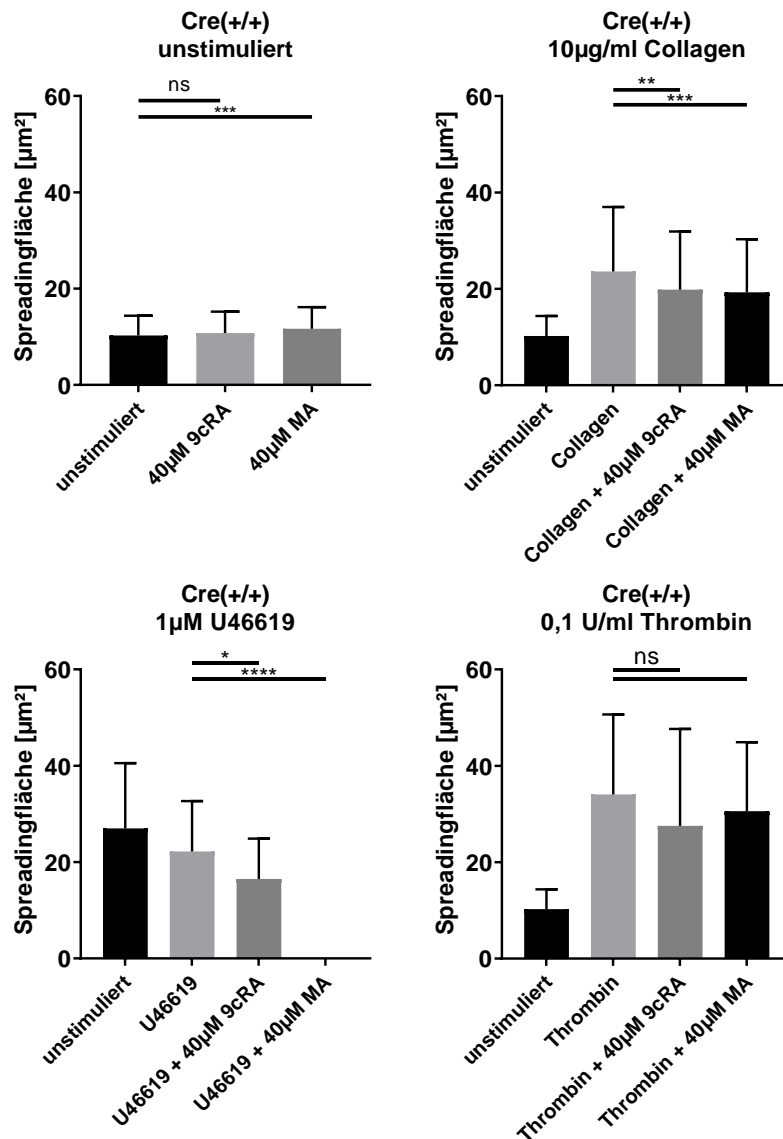 Cre(+/+)
unstimuliert
ns
***
Spreadingfläche [µm²]
60
40
20
0
unstimuliert
40µM 9cRA
40µM MA
Cre(+/+)
10µg/ml Collagen
**
***
Spreadingfläche [µm²]
60
40
20
0
unstimuliert
Collagen
Collagen + 40µM 9cRA
Collagen + 40µM MA
Cre(+/+)
1µM U46619
*
****
Spreadingfläche [µm²]
60
40
20
0
unstimuliert
U46619
U46619 + 40µM 9cRA
U46619 + 40µM MA
Cre(+/+)
0,1 U/ml Thrombin
ns
Spreadingfläche [µm²]
60
40
20
0
unstimuliert
Thrombin
Thrombin + 40µM 9cRA
Thrombin + 40µM MA